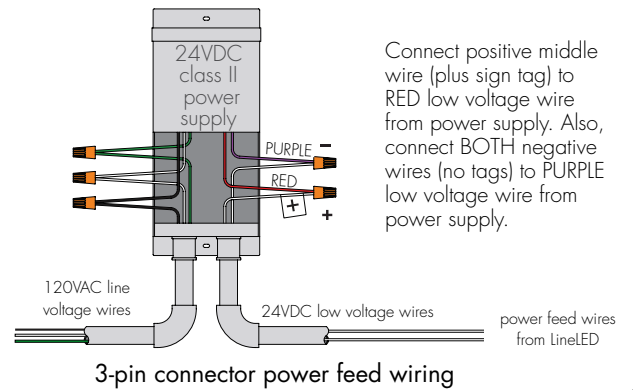 24VDC
class II
power
supply
PURPLE –
RED
+
+
Connect positive middle
wire (plus sign tag) to
RED low voltage wire
from power supply. Also,
connect BOTH negative
wires (no tags) to PURPLE
low voltage wire from
power supply.
120VAC line
voltage wires
24VDC low voltage wires
power feed wires
from LineLED
3-pin connector power feed wiring